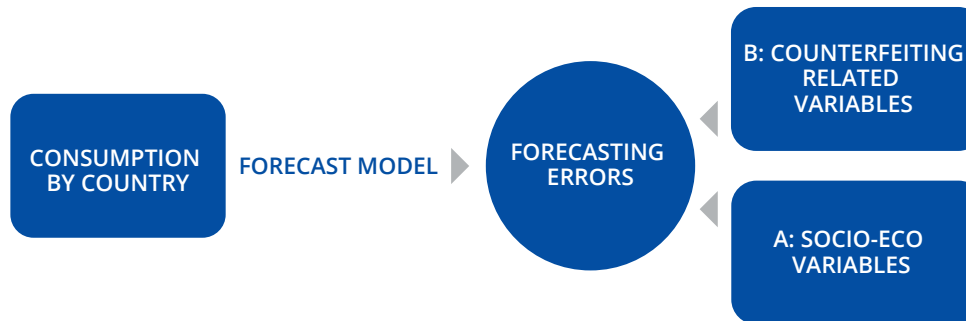 CONSUMPTION
BY COUNTRY
FORECAST MODEL
FORECASTING
ERRORS
B: COUNTERFEITING
RELATED
VARIABLES
A: SOCIO-ECO
VARIABLES